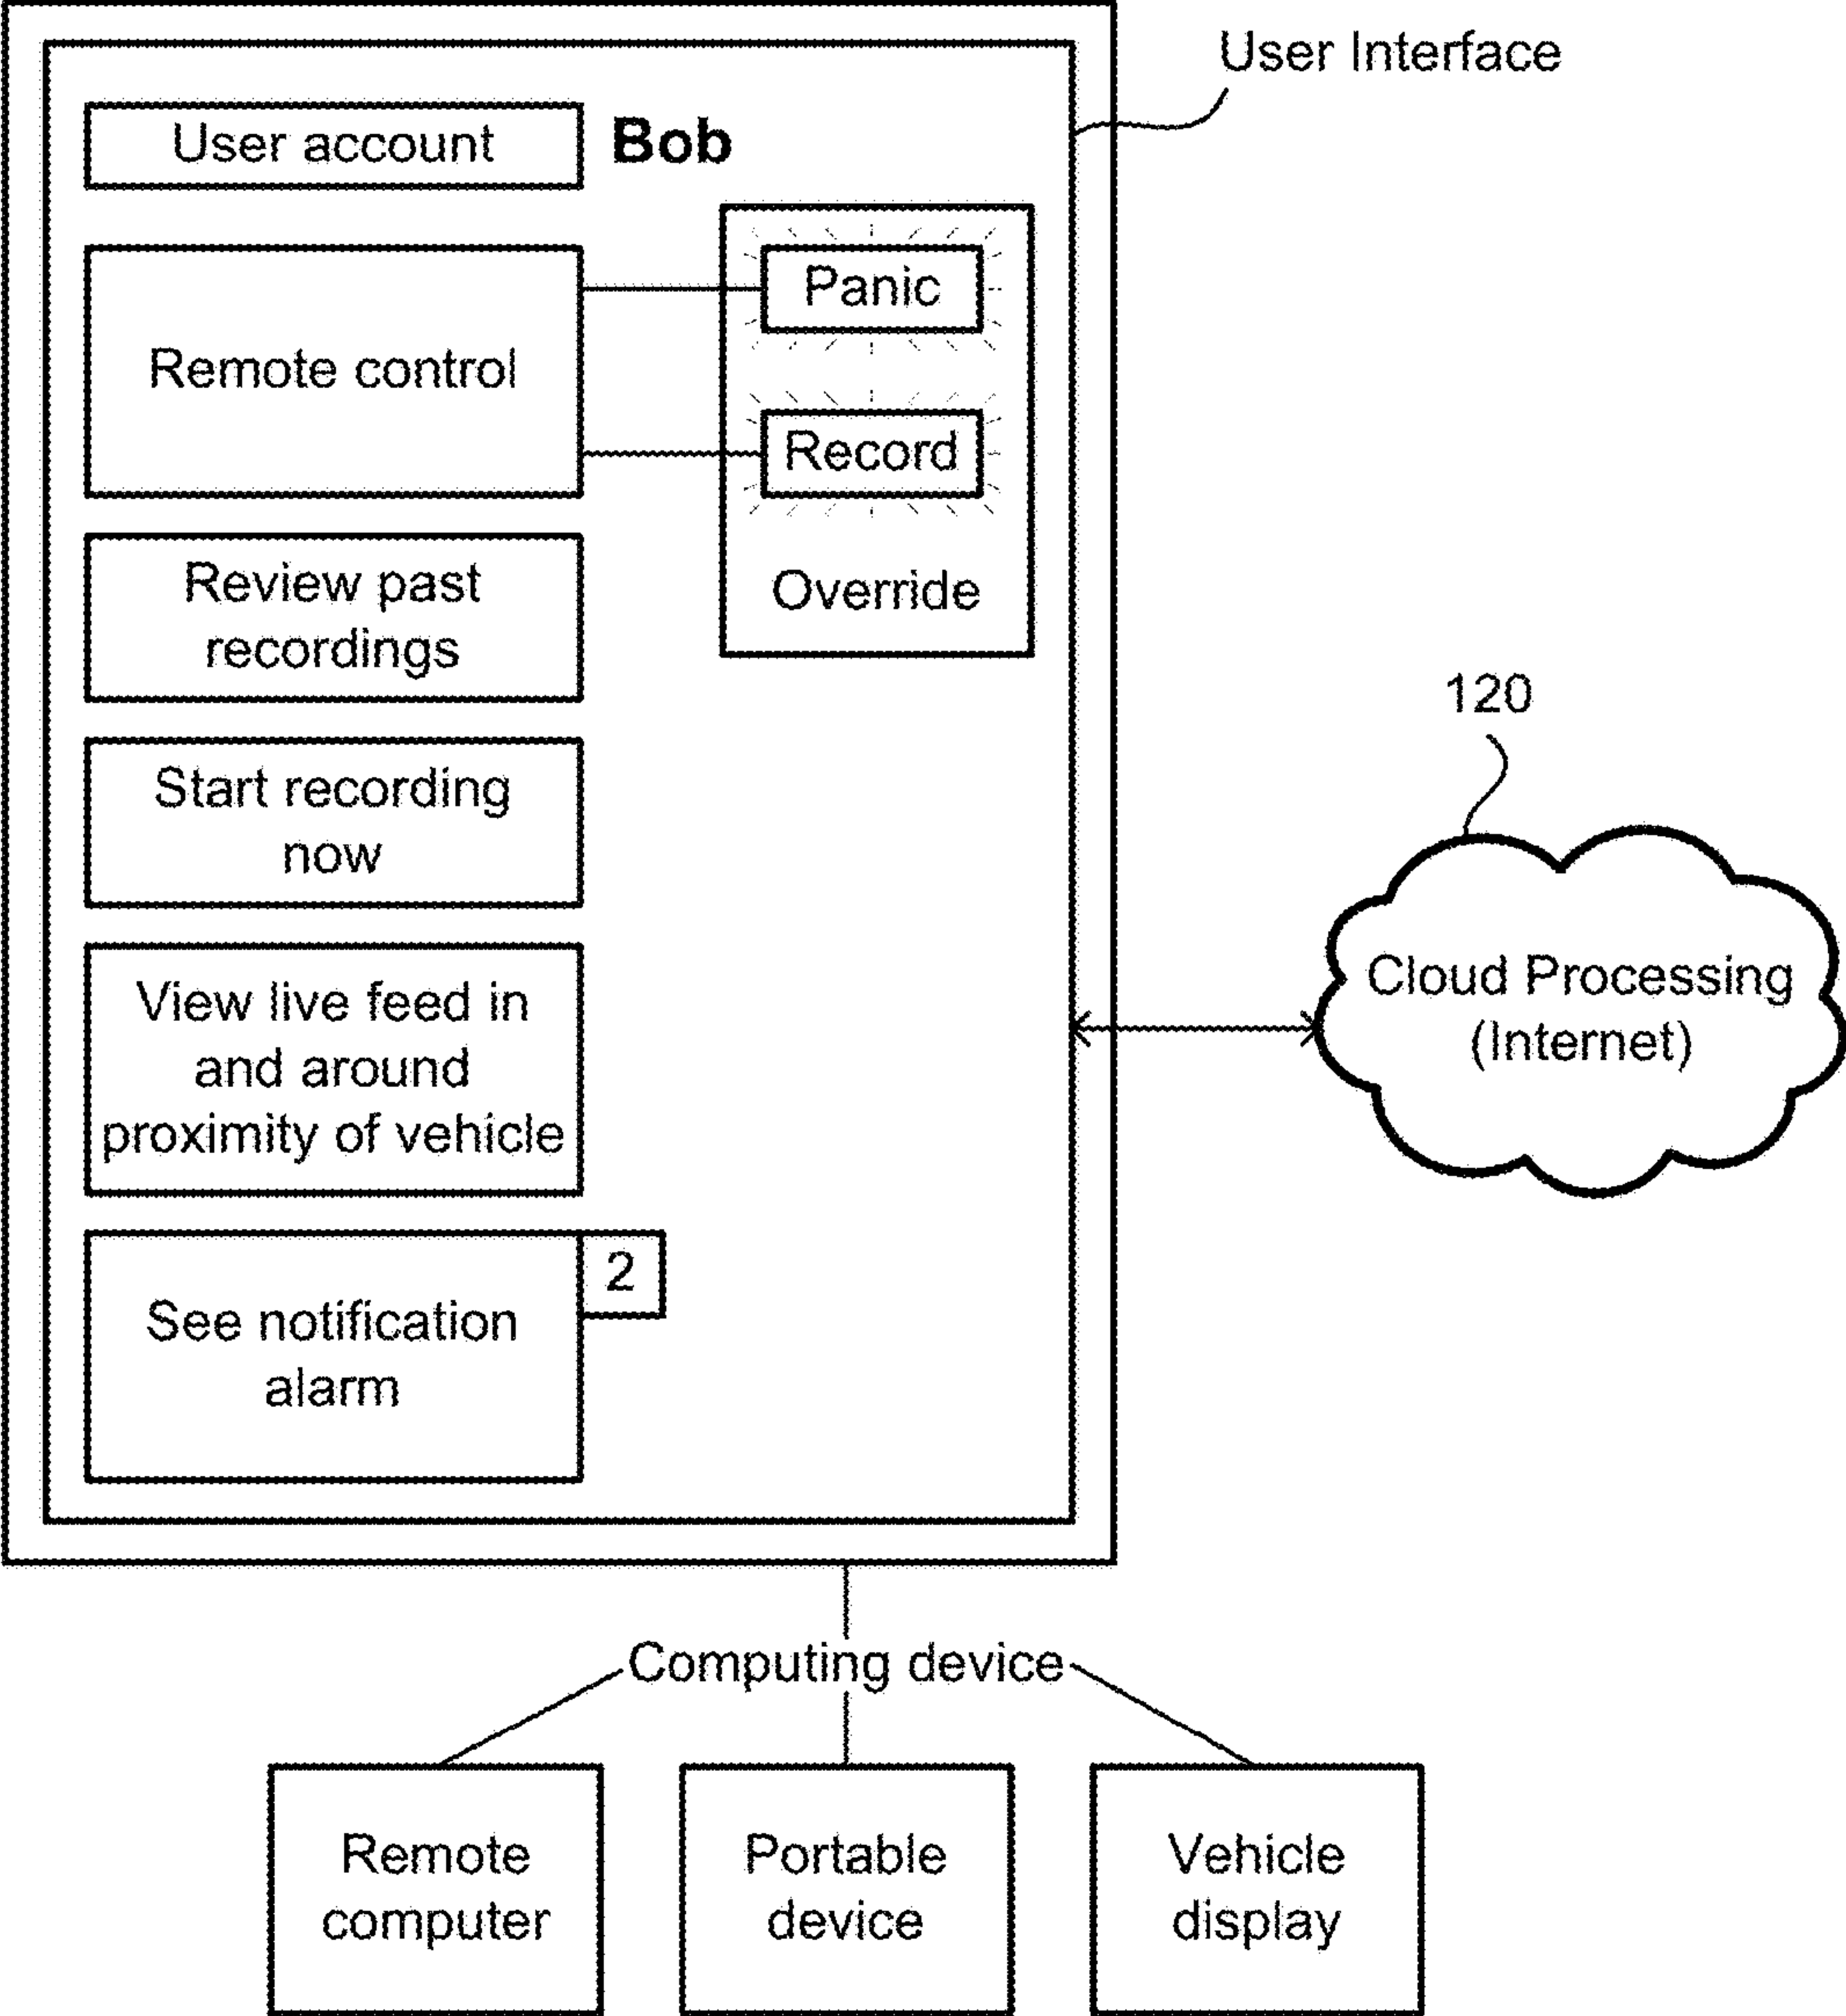 User Interface
User account
Bob
Remote control
Panic
Record
Override
Review past
recordings
Start recording
now
View live feed in
and around
proximity of vehicle
See notification
alarm
2
120
Cloud Processing
(Internet)
Computing device
Remote
computer
Portable
device
Vehicle
display